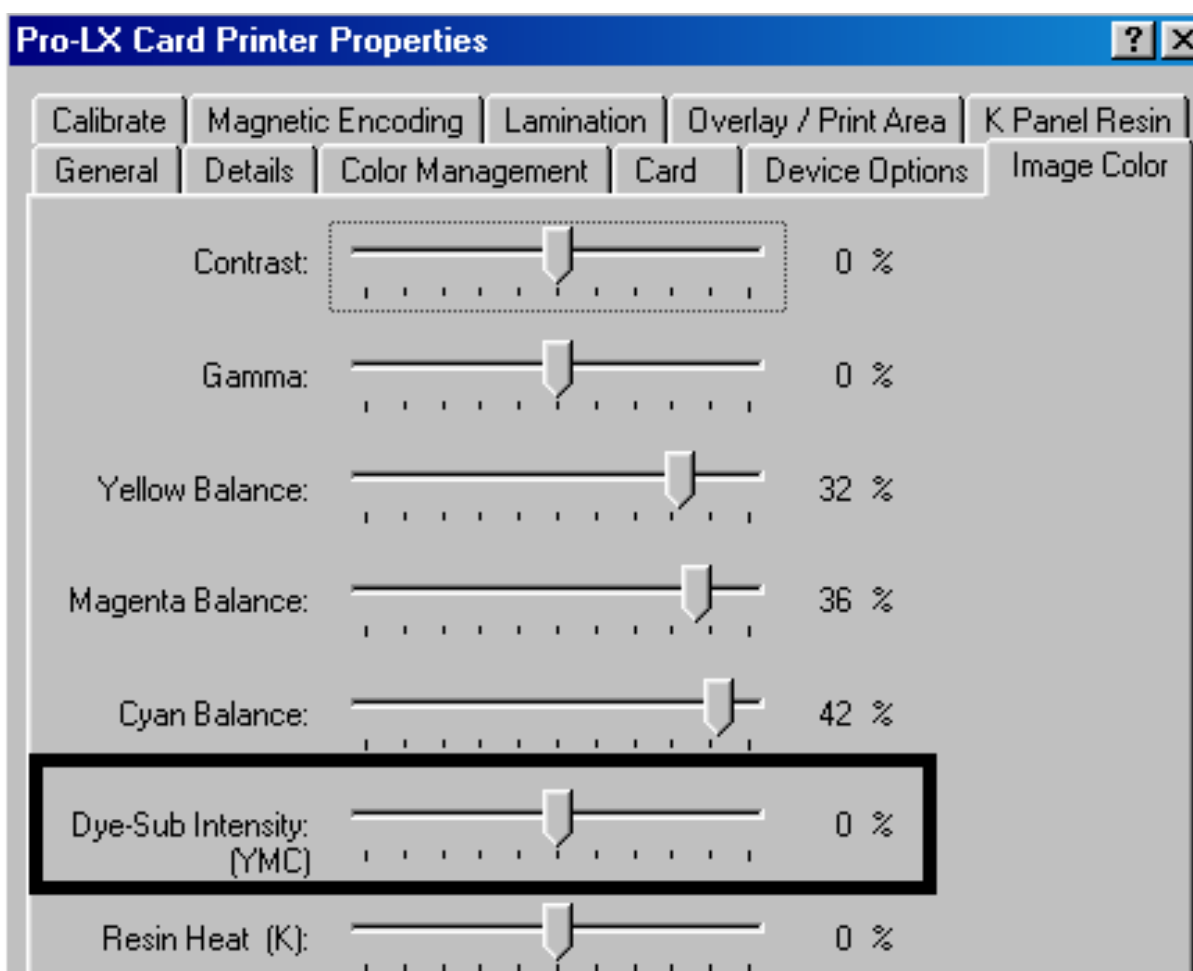 Pro-LX Card Printer Properties
Calibrate Magnetic Encoding Lamination Overlay / Print Area K Panel Resin
General Details Color Management Card Device Options Image Color
Contrast: 0 %
Gamma: 0 %
Yellow Balance: 32 %
Magenta Balance: 36 %
Cyan Balance: 42 %
Dye-Sub Intensity: 0 %
(YMC)
Resin Heat (K): 0 %